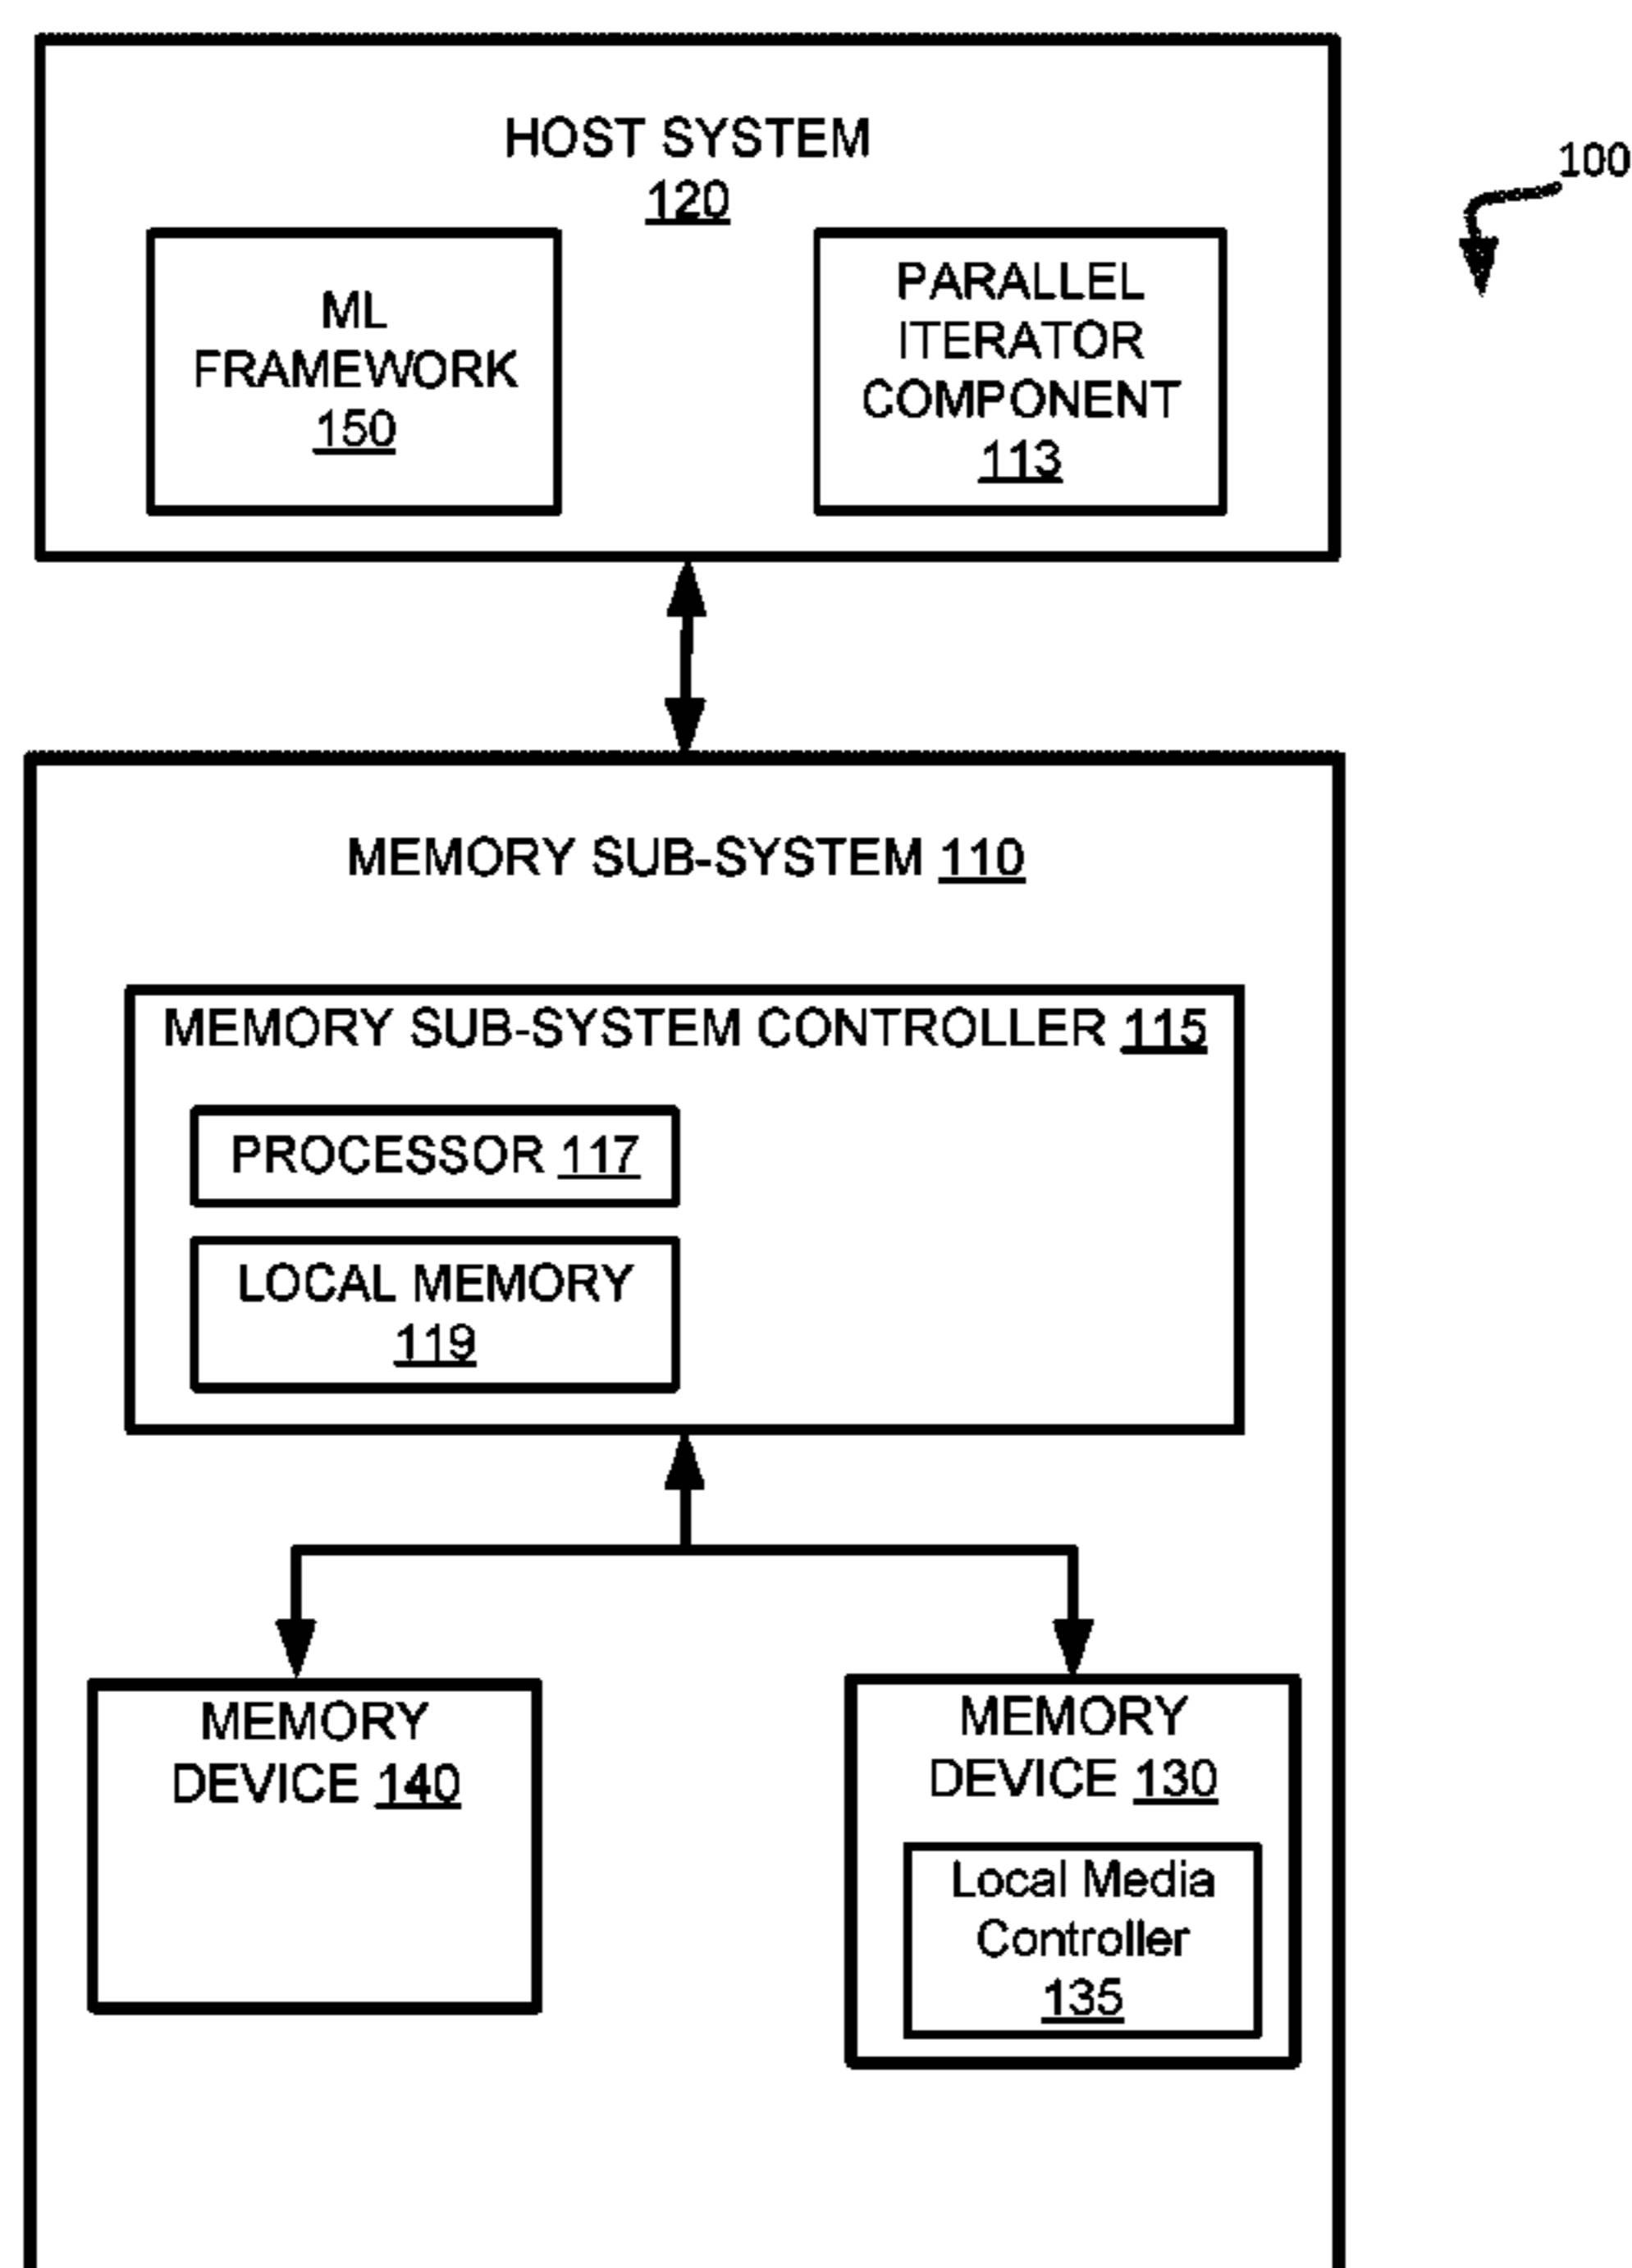 HOST SYSTEM
120
100
ML
FRAMEWORK
150
PARALLEL
ITERATOR
COMPONENT
113
MEMORY SUB-SYSTEM 110
MEMORY SUB-SYSTEM CONTROLLER 115
PROCESSOR 117
LOCAL MEMORY
119
MEMORY
DEVICE 140
MEMORY
DEVICE 130
Local Media
Controller
135